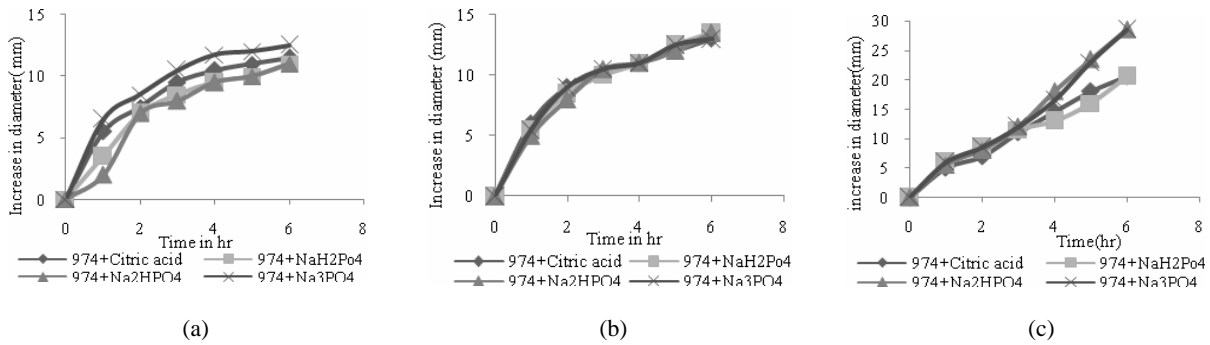 15
10
5
0
Increase in diameter( mm)
0 2 4 6 8
Time in hr
974+Citric acid 974+NaH2Po4
974+Na2HPO4 974+Na3PO4
(a)
15
10
5
0
Increase in diameter (mm)
0 2 4 6 8
Time in hr
974+Citric acid 974+NaH2Po4
974+Na2HPO4 974+Na3PO4
(b)
30
25
20
15
10
5
0
increase in diameter(mm)
0 2 4 6 8
Time(hr)
974+Citric acid 974+NaH2Po4
974+Na2HPO4 974+Na3PO4
(c)